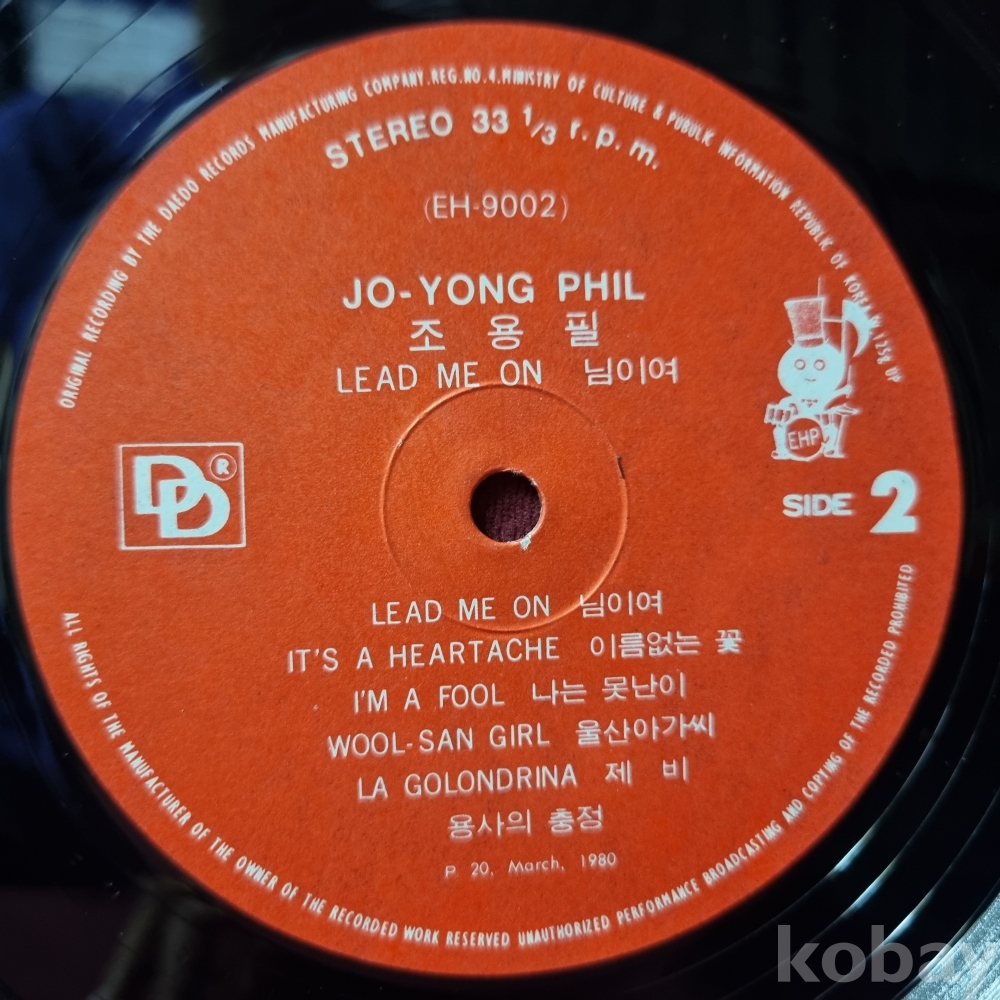 ORIGINAL RECORDING BY THE DAEDO RECORDS MANUFACTURING COMPANY.REG.NO.4.MINISTRY OF CULTURE & PUBULIK INFORMATION REPUBLIC OF KOREA
STEREO 33 1/3 r.p.m.
(EH-9002)
JO-YONG PHIL
조 용 필
LEAD ME ON 님이여
EHP
DD ®
SIDE 2
LEAD ME ON 님이여
IT'S A HEARTACHE 이름없는 꽃
I'M A FOOL 나는 못난이
WOOL-SAN GIRL 울산아가씨
LA GOLONDRINA 제 비
용사의 충정
P 20, March, 1980
ALL RIGHTS OF THE MANUFACTURER OF THE OWNER OF THE RECORDED WORK RESERVED UNAUTHORIZED PERFORMANCE BROADCASTING AND COPYING OF THE RECORDED PROHIBITED
kobay